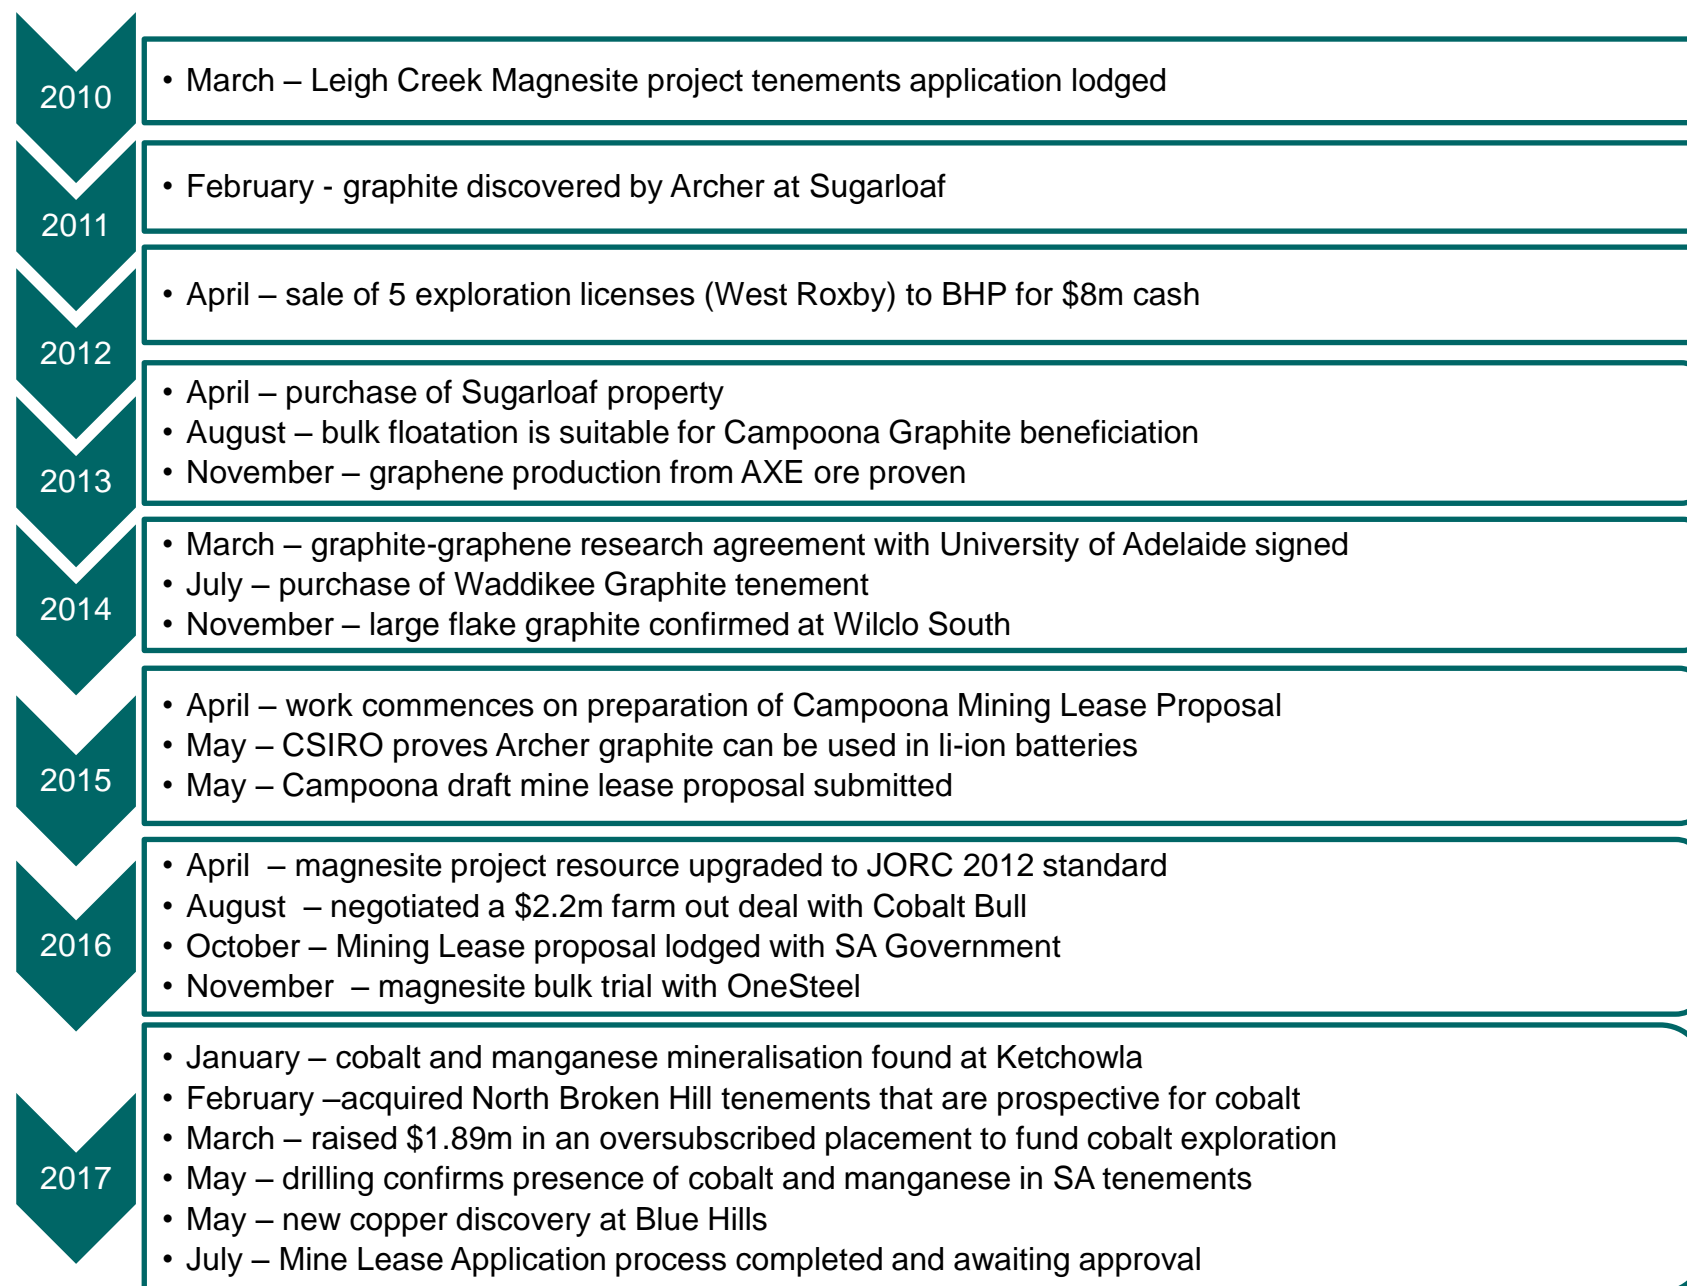 2010
• March – Leigh Creek Magnesite project tenements application lodged
2011
• February - graphite discovered by Archer at Sugarloaf
2012
• April – sale of 5 exploration licenses (West Roxby) to BHP for $8m cash
2013
• April – purchase of Sugarloaf property
• August – bulk floatation is suitable for Campoona Graphite beneficiation
• November – graphene production from AXE ore proven
2014
• March – graphite-graphene research agreement with University of Adelaide signed
• July – purchase of Waddikee Graphite tenement
• November – large flake graphite confirmed at Wilclo South
2015
• April – work commences on preparation of Campoona Mining Lease Proposal
• May – CSIRO proves Archer graphite can be used in li-ion batteries
• May – Campoona draft mine lease proposal submitted
2016
• April – magnesite project resource upgraded to JORC 2012 standard
• August – negotiated a $2.2m farm out deal with Cobalt Bull
• October – Mining Lease proposal lodged with SA Government
• November – magnesite bulk trial with OneSteel
2017
• January – cobalt and manganese mineralisation found at Ketchowla
• February –acquired North Broken Hill tenements that are prospective for cobalt
• March – raised $1.89m in an oversubscribed placement to fund cobalt exploration
• May – drilling confirms presence of cobalt and manganese in SA tenements
• May – new copper discovery at Blue Hills
• July – Mine Lease Application process completed and awaiting approval